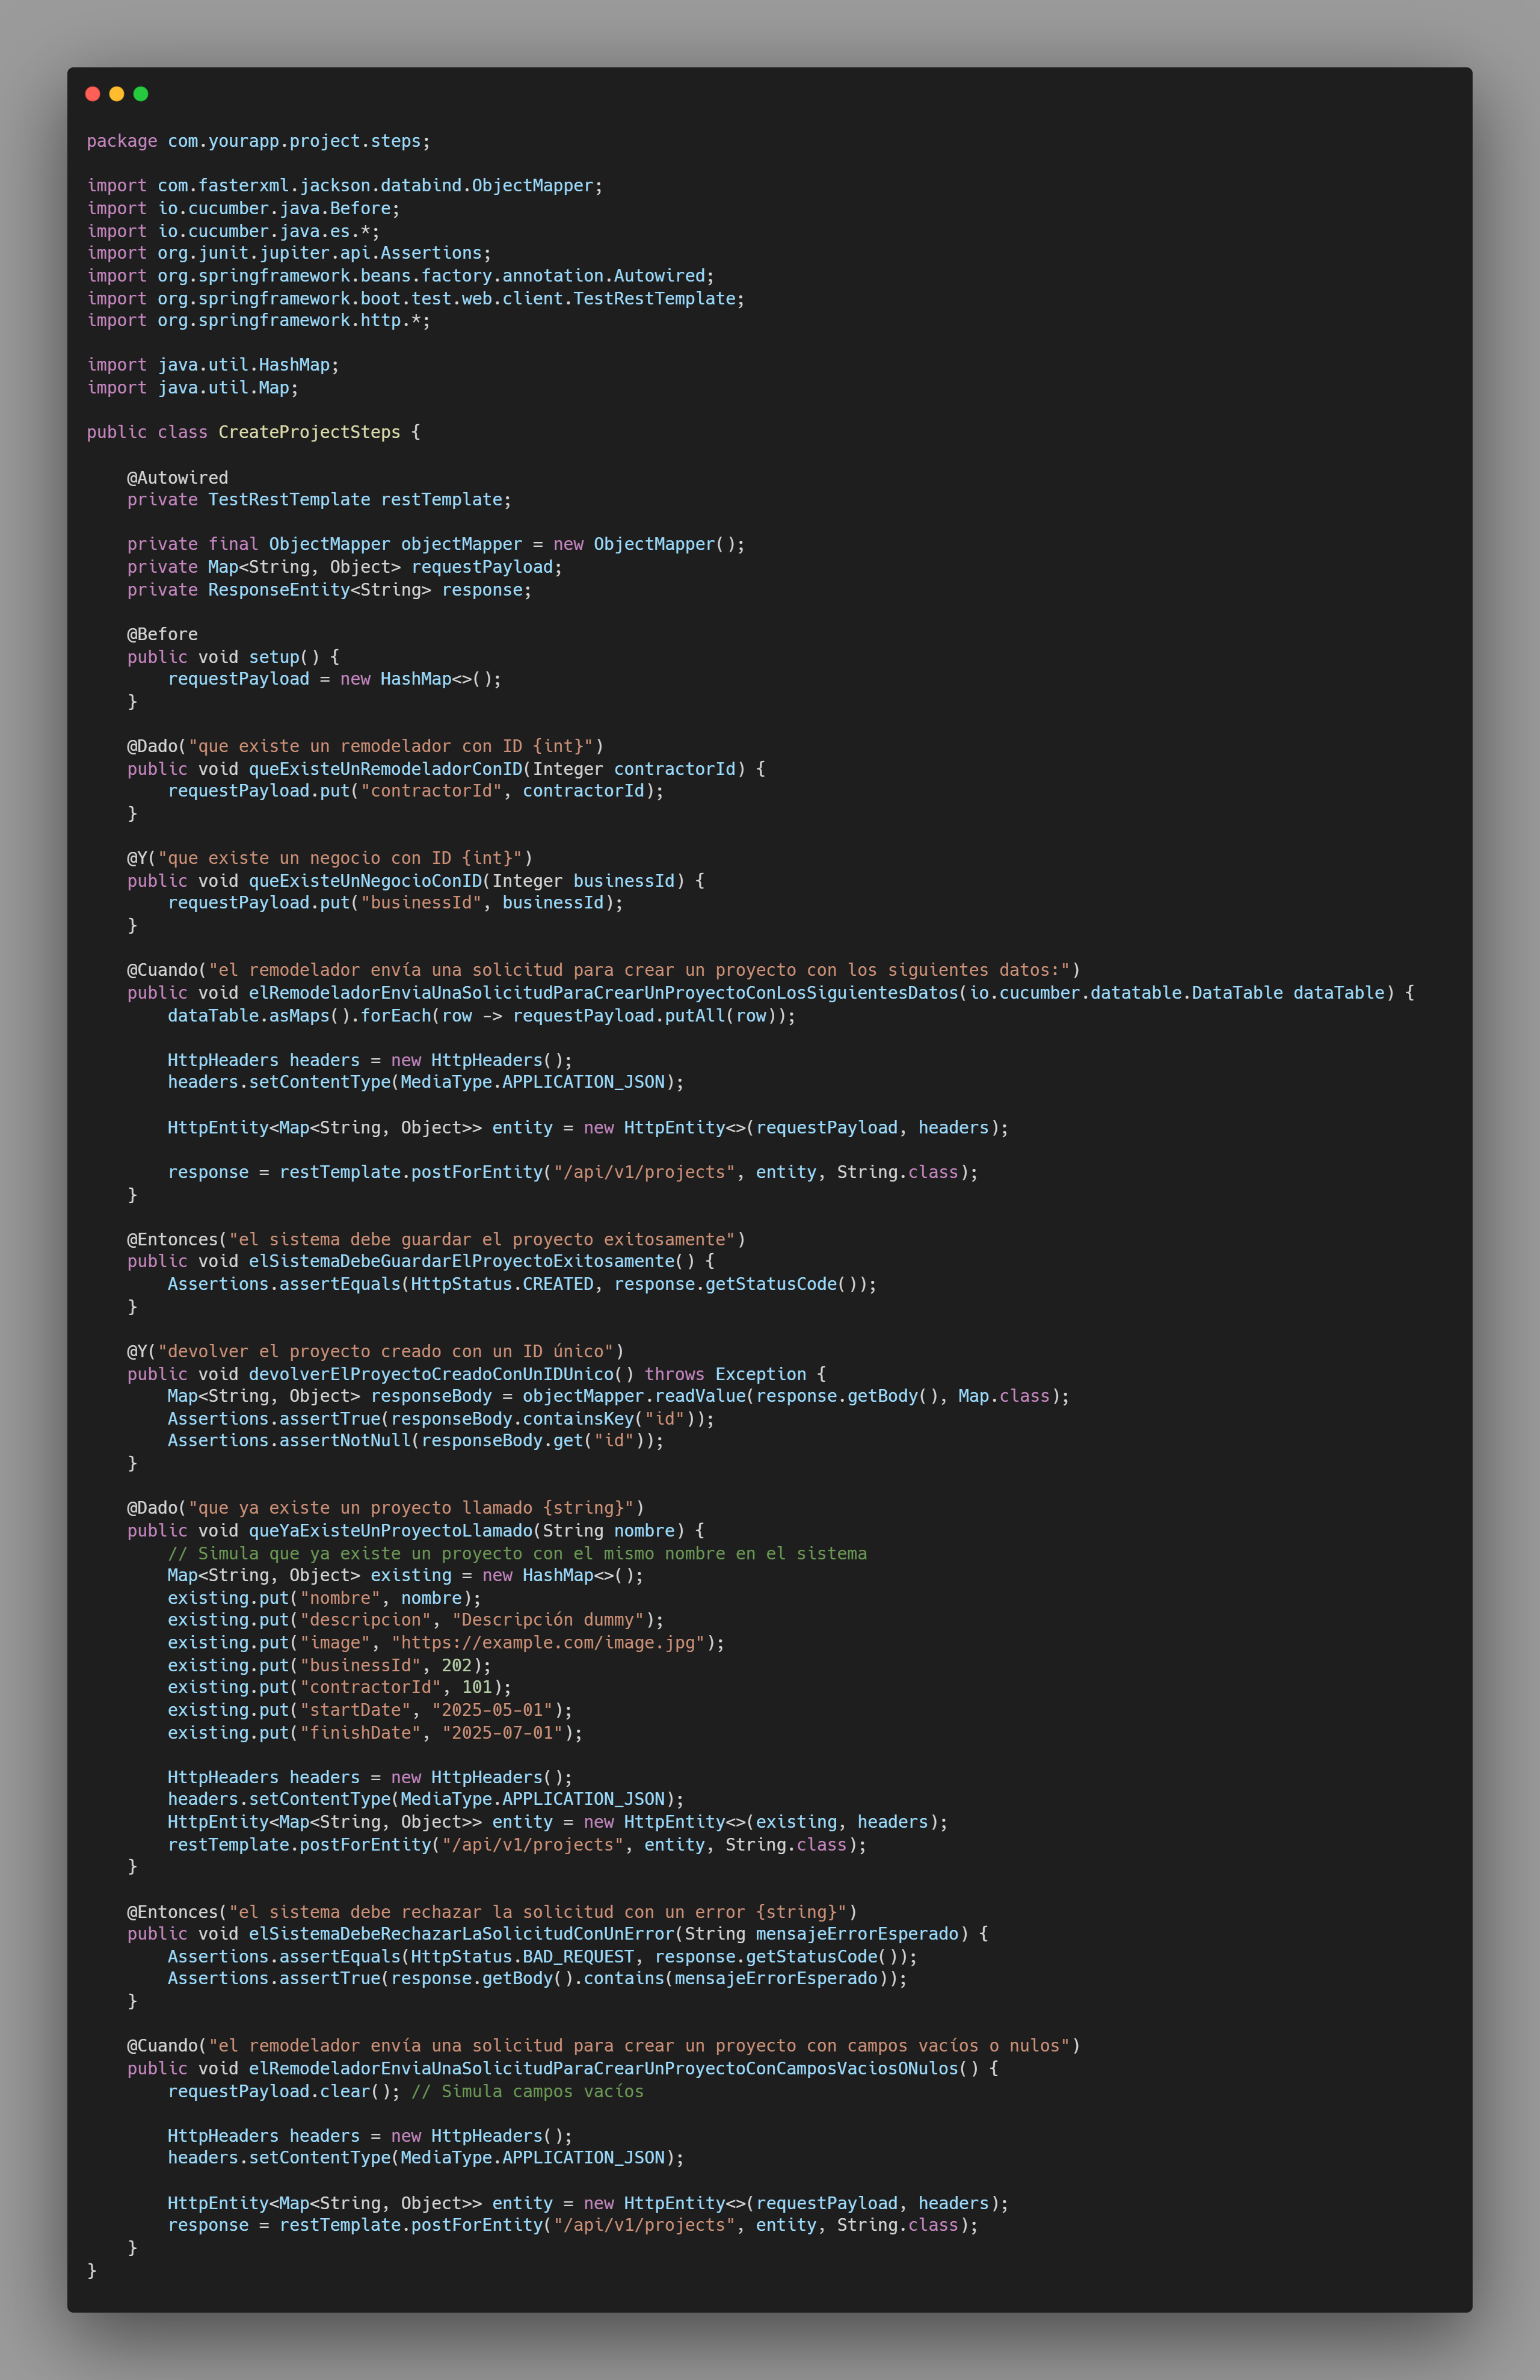 package com.yourapp.project.steps;

import com.fasterxml.jackson.databind.ObjectMapper;
import io.cucumber.java.Before;
import io.cucumber.java.es.*;
import org.junit.jupiter.api.Assertions;
import org.springframework.beans.factory.annotation.Autowired;
import org.springframework.boot.test.web.client.TestRestTemplate;
import org.springframework.http.*;

import java.util.HashMap;
import java.util.Map;

public class CreateProjectSteps {

    @Autowired
    private TestRestTemplate restTemplate;

    private final ObjectMapper objectMapper = new ObjectMapper();
    private Map<String, Object> requestPayload;
    private ResponseEntity<String> response;

    @Before
    public void setup() {
        requestPayload = new HashMap<>();
    }

    @Dado("que existe un remodelador con ID {int}")
    public void queExisteUnRemodeladorConID(Integer contractorId) {
        requestPayload.put("contractorId", contractorId);
    }

    @Y("que existe un negocio con ID {int}")
    public void queExisteUnNegocioConID(Integer businessId) {
        requestPayload.put("businessId", businessId);
    }

    @Cuando("el remodelador envía una solicitud para crear un proyecto con los siguientes datos:")
    public void elRemodeladorEnviaUnaSolicitudParaCrearUnProyectoConLosSiguientesDatos(io.cucumber.datatable.DataTable dataTable) {
        dataTable.asMaps().forEach(row -> requestPayload.putAll(row));

        HttpHeaders headers = new HttpHeaders();
        headers.setContentType(MediaType.APPLICATION_JSON);

        HttpEntity<Map<String, Object>> entity = new HttpEntity<>(requestPayload, headers);

        response = restTemplate.postForEntity("/api/v1/projects", entity, String.class);
    }

    @Entonces("el sistema debe guardar el proyecto exitosamente")
    public void elSistemaDebeGuardarElProyectoExitosamente() {
        Assertions.assertEquals(HttpStatus.CREATED, response.getStatusCode());
    }

    @Y("devolver el proyecto creado con un ID único")
    public void devolverElProyectoCreadoConUnIDUnico() throws Exception {
        Map<String, Object> responseBody = objectMapper.readValue(response.getBody(), Map.class);
        Assertions.assertTrue(responseBody.containsKey("id"));
        Assertions.assertNotNull(responseBody.get("id"));
    }

    @Dado("que ya existe un proyecto llamado {string}")
    public void queYaExisteUnProyectoLlamado(String nombre) {
        // Simula que ya existe un proyecto con el mismo nombre en el sistema
        Map<String, Object> existing = new HashMap<>();
        existing.put("nombre", nombre);
        existing.put("descripcion", "Descripción dummy");
        existing.put("image", "https://example.com/image.jpg");
        existing.put("businessId", 202);
        existing.put("contractorId", 101);
        existing.put("startDate", "2025-05-01");
        existing.put("finishDate", "2025-07-01");

        HttpHeaders headers = new HttpHeaders();
        headers.setContentType(MediaType.APPLICATION_JSON);
        HttpEntity<Map<String, Object>> entity = new HttpEntity<>(existing, headers);
        restTemplate.postForEntity("/api/v1/projects", entity, String.class);
    }

    @Entonces("el sistema debe rechazar la solicitud con un error {string}")
    public void elSistemaDebeRechazarLaSolicitudConUnError(String mensajeErrorEsperado) {
        Assertions.assertEquals(HttpStatus.BAD_REQUEST, response.getStatusCode());
        Assertions.assertTrue(response.getBody().contains(mensajeErrorEsperado));
    }

    @Cuando("el remodelador envía una solicitud para crear un proyecto con campos vacíos o nulos")
    public void elRemodeladorEnviaUnaSolicitudParaCrearUnProyectoConCamposVaciosONulos() {
        requestPayload.clear(); // Simula campos vacíos

        HttpHeaders headers = new HttpHeaders();
        headers.setContentType(MediaType.APPLICATION_JSON);

        HttpEntity<Map<String, Object>> entity = new HttpEntity<>(requestPayload, headers);
        response = restTemplate.postForEntity("/api/v1/projects", entity, String.class);
    }
}